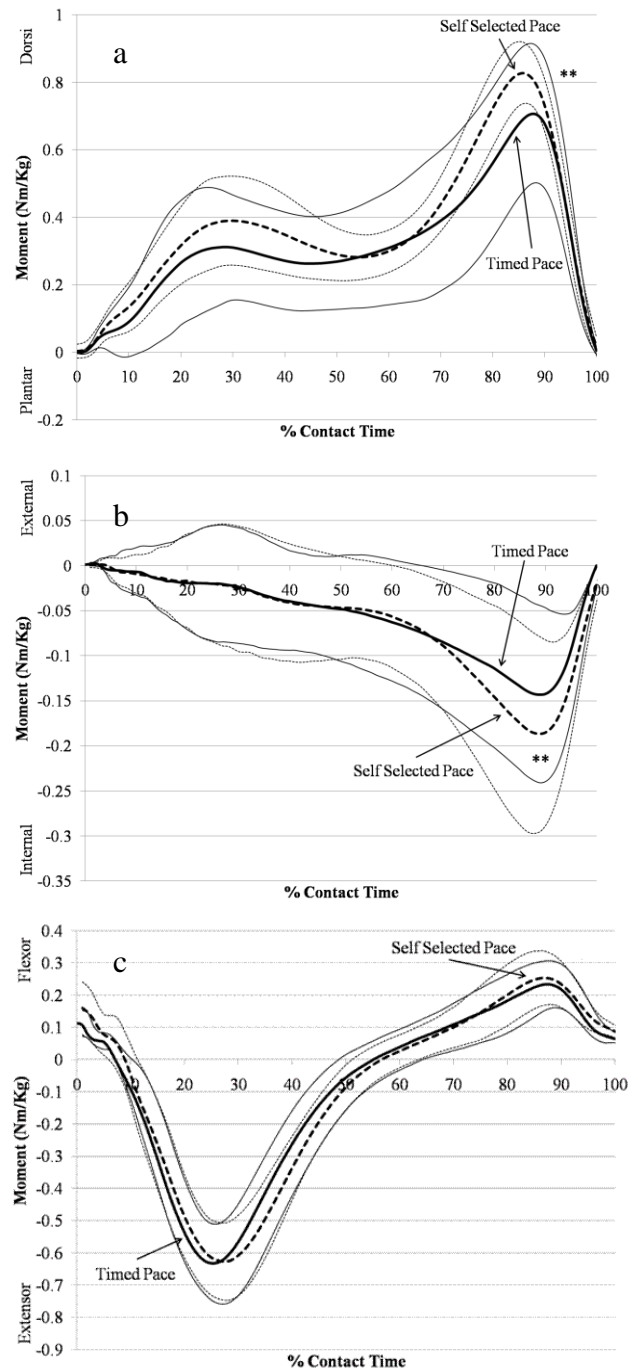 a
Dorsi
Plantar
Moment (Nm/Kg)
1
0.8
0.6
0.4
0.2
0
-0.2
Self Selected Pace
**
Timed Pace
0 10 20 30 40 50 60 70 80 90 100
% Contact Time
b
External
Internal
Moment (Nm/Kg)
0.1
0.05
0
-0.05
-0.1
-0.15
-0.2
-0.25
-0.3
-0.35
0 10 20 30 40 50 60 70 80 90 100
Timed Pace
Self Selected Pace
**
% Contact Time
c
Flexor
Extensor
Moment (Nm/Kg)
0.4
0.3
0.2
0.1
0
-0.1
-0.2
-0.3
-0.4
-0.5
-0.6
-0.7
-0.8
-0.9
Self Selected Pace
0 10 20 30 40 50 60 70 80 90 100
Timed Pace
% Contact Time